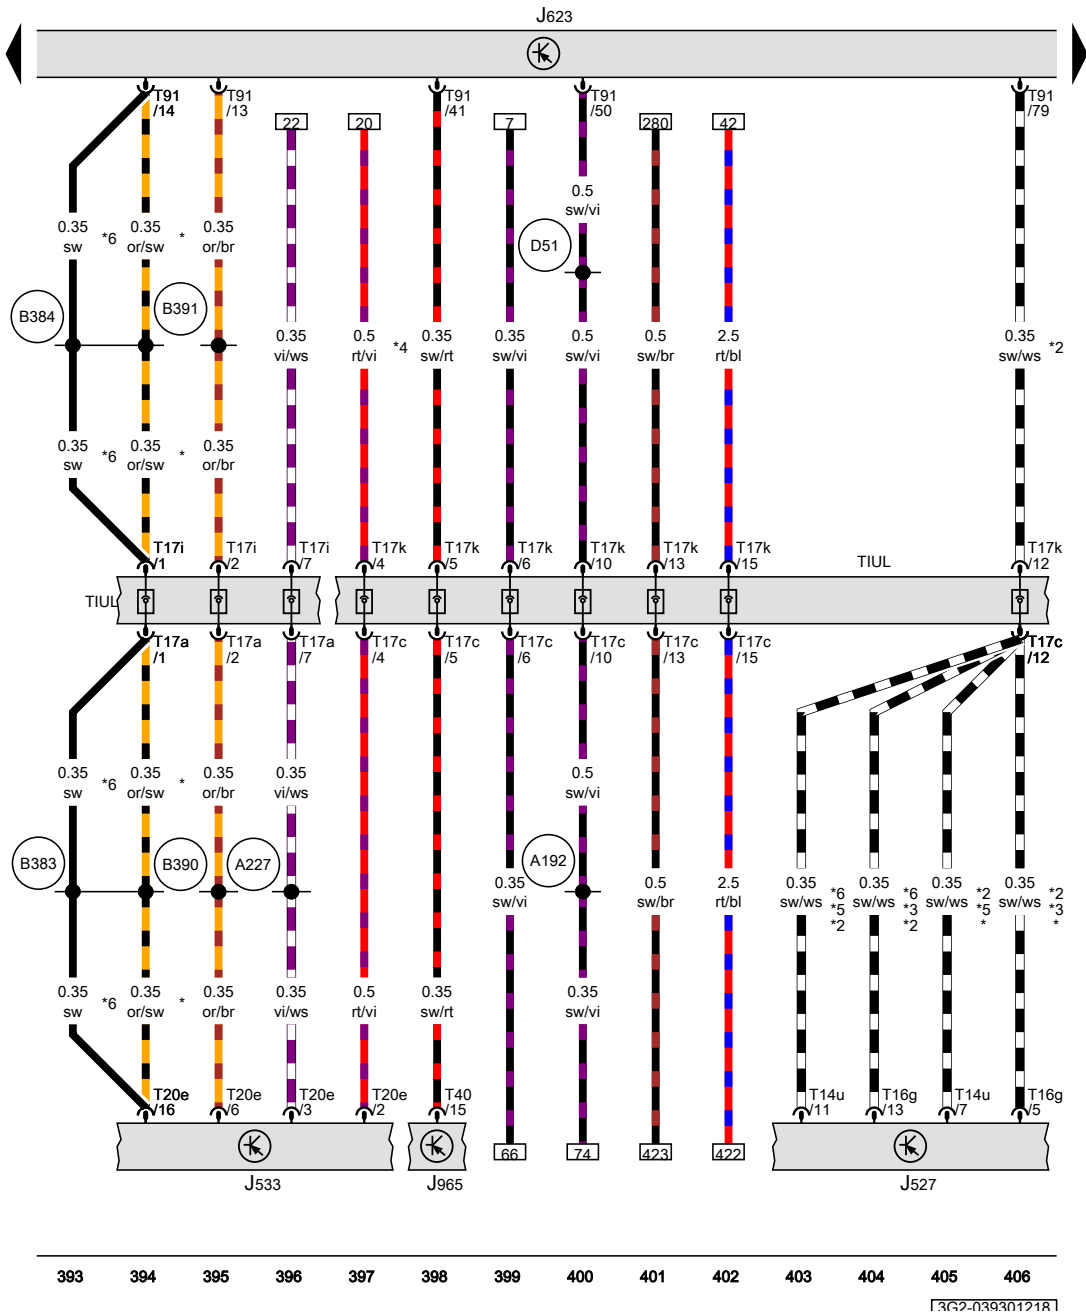 J623
T91 T91 T91 T91 T91
/14 /13 /41 /50 /79
22 20 7 280 42
0.5
sw/vi
0.35 *6 0.35 * 0.35
sw or/sw or/br
D51
B384 B391
0.35 0.5 *4 0.35 0.35 0.5 0.5 2.5 0.35 *2
vi/ws rt/vi sw/rt sw/vi sw/vi sw/br rt/bl sw/ws
0.35 *6 0.35 * 0.35
sw or/sw or/br
T17i T17i T17i T17k T17k T17k T17k T17k T17k T17k
/1 /2 /7 /4 /5 /6 /10 /13 /15 /12
TIUL
TIUL
T17a T17a T17a T17c T17c T17c T17c T17c T17c T17c
/1 /2 /7 /4 /5 /6 /10 /13 /15 /12
0.35 *6 0.35 * 0.35 0.35 0.5
sw or/sw or/br vi/ws sw/vi
B383 B390 A227 A192
0.35 0.5 2.5 0.35 *6 0.35 *6 0.35 *2 0.35 *2
sw/vi sw/br rt/bl sw/ws *5 sw/ws *3 sw/ws *5 sw/ws *3
*2 *2 * *
0.35 *6 0.35 * 0.35 0.35 0.5 0.35 0.35
sw or/sw or/br vi/ws rt/vi sw/rt sw/vi
T20e T20e T20e T20e T40 T14u T16g T14u T16g
/16 /6 /3 /2 /15 /11 /13 /7 /5
66 74 423 422
J533 J965 J527
393 394 395 396 397 398 399 400 401 402 403 404 405 406
3G2-039301218